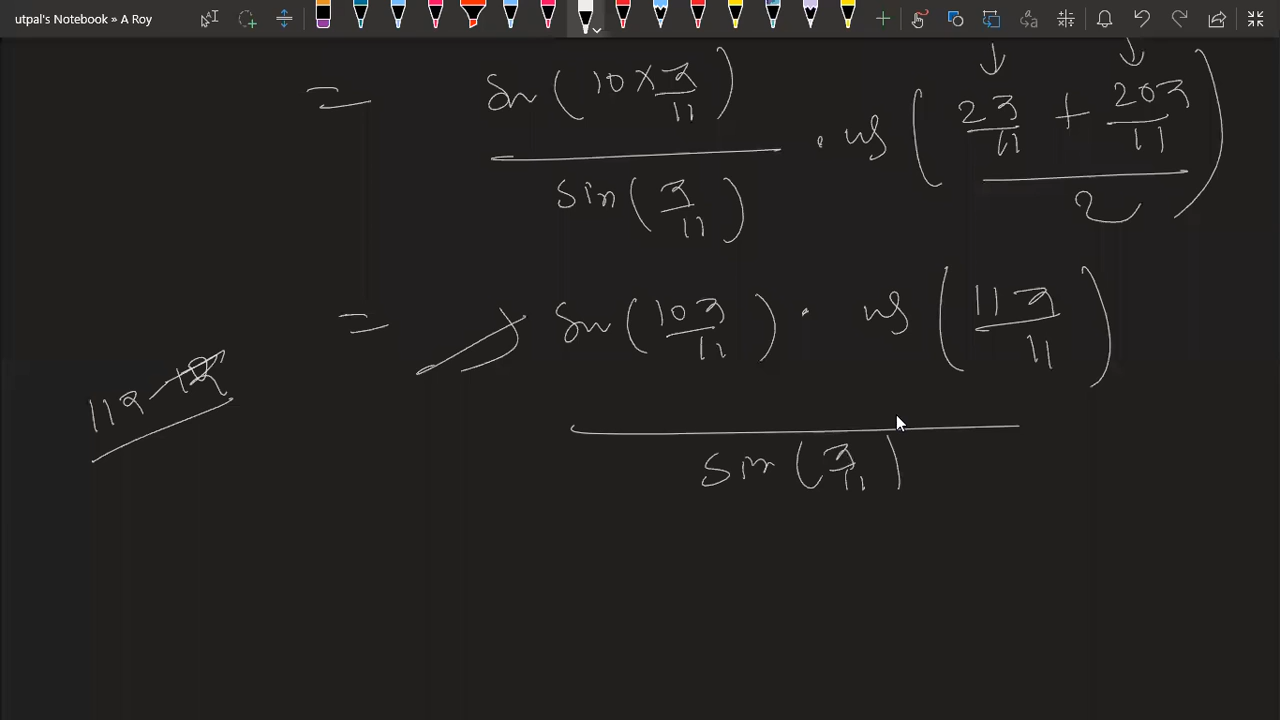 utpal's Notebook » A Roy
= sin(10×π/11) / sin(π/11) · cos((2π/11 + 20π/11)/2)
= sin(10π/11) · cos(11π/11) / sin(π/11)
11π